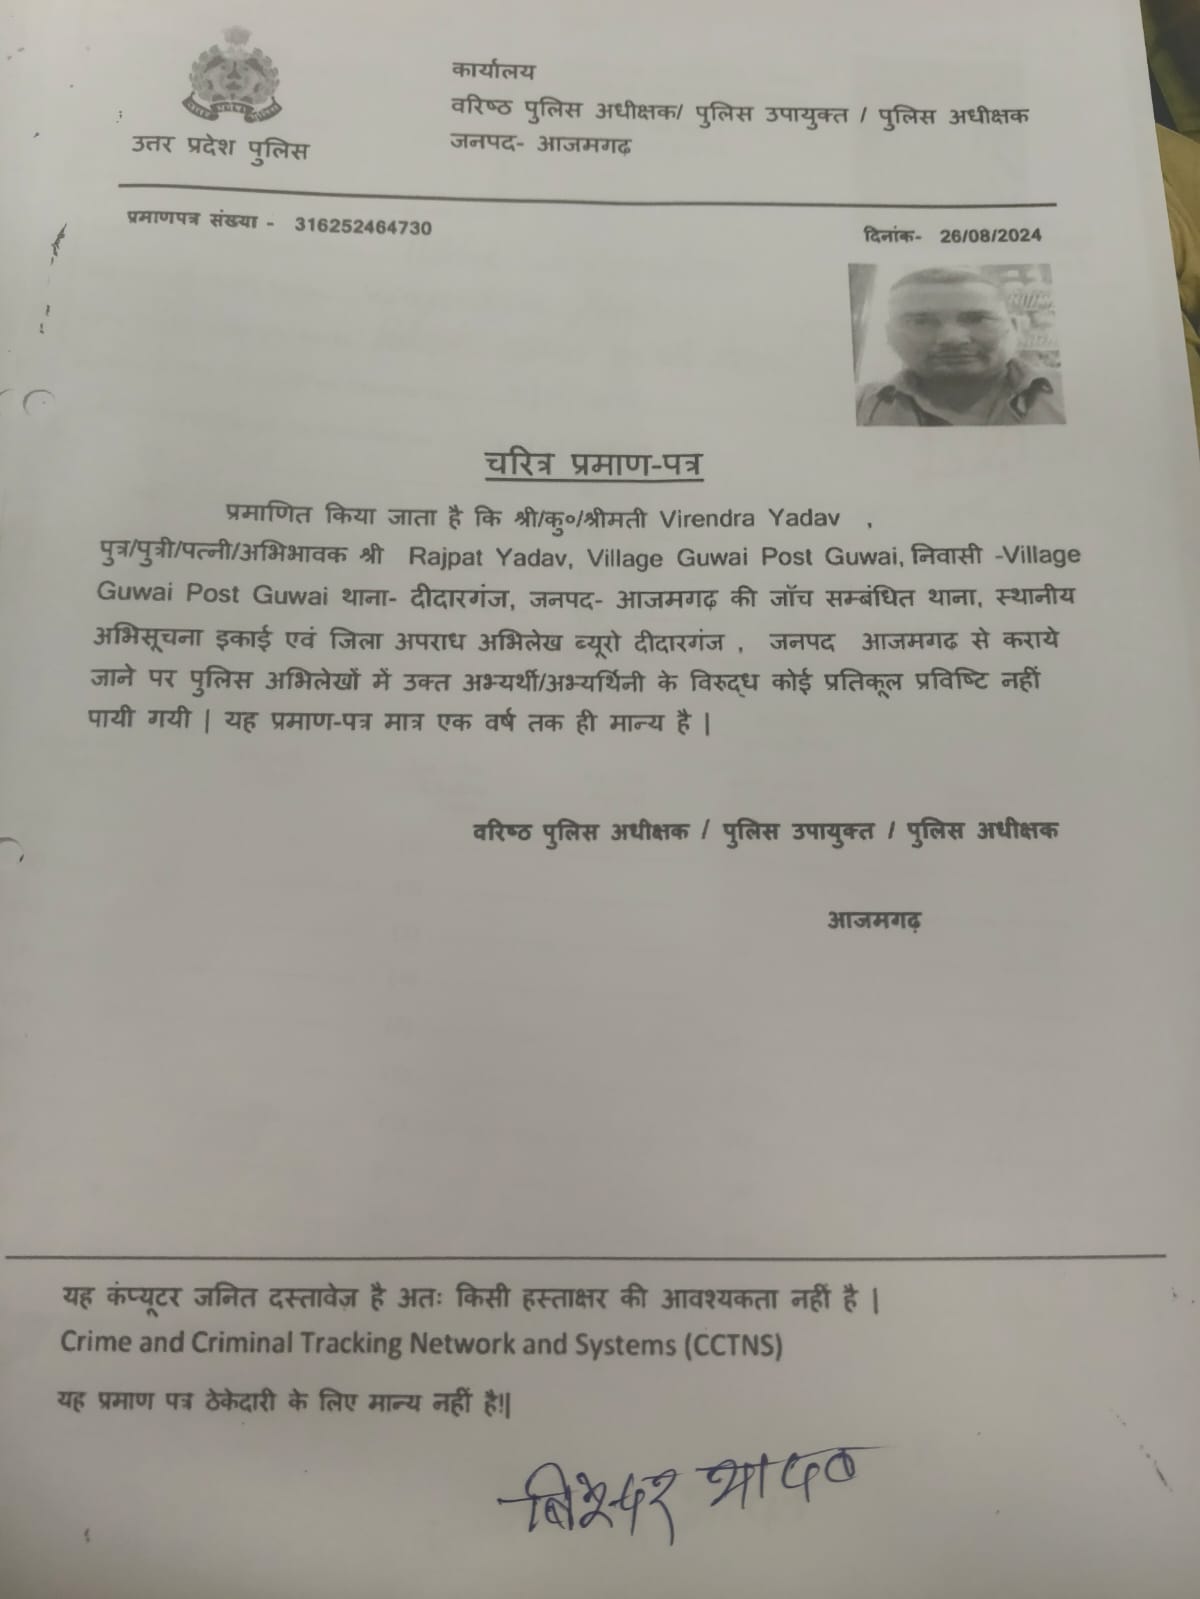 कार्यालय
वरिष्ठ पुलिस अधीक्षक/ पुलिस उपायुक्त / पुलिस अधीक्षक
जनपद- आजमगढ़
उत्तर प्रदेश पुलिस
प्रमाणपत्र संख्या - 316252464730
दिनांक- 26/08/2024
चरित्र प्रमाण-पत्र
प्रमाणित किया जाता है कि श्री/कु०/श्रीमती Virendra Yadav ,
पुत्र/पुत्री/पत्नी/अभिभावक श्री Rajpat Yadav, Village Guwai Post Guwai, निवासी -Village
Guwai Post Guwai थाना- दीदारगंज, जनपद- आजमगढ़ की जॉच सम्बंधित थाना, स्थानीय
अभिसूचना इकाई एवं जिला अपराध अभिलेख ब्यूरो दीदारगंज , जनपद आजमगढ़ से कराये
जाने पर पुलिस अभिलेखों में उक्त अभ्यर्थी/अभ्यर्थिनी के विरुद्ध कोई प्रतिकूल प्रविष्टि नहीं
पायी गयी | यह प्रमाण-पत्र मात्र एक वर्ष तक ही मान्य है |
वरिष्ठ पुलिस अधीक्षक / पुलिस उपायुक्त / पुलिस अधीक्षक
आजमगढ़
यह कंप्यूटर जनित दस्तावेज़ है अतः किसी हस्ताक्षर की आवश्यकता नहीं है |
Crime and Criminal Tracking Network and Systems (CCTNS)
यह प्रमाण पत्र ठेकेदारी के लिए मान्य नहीं है!|